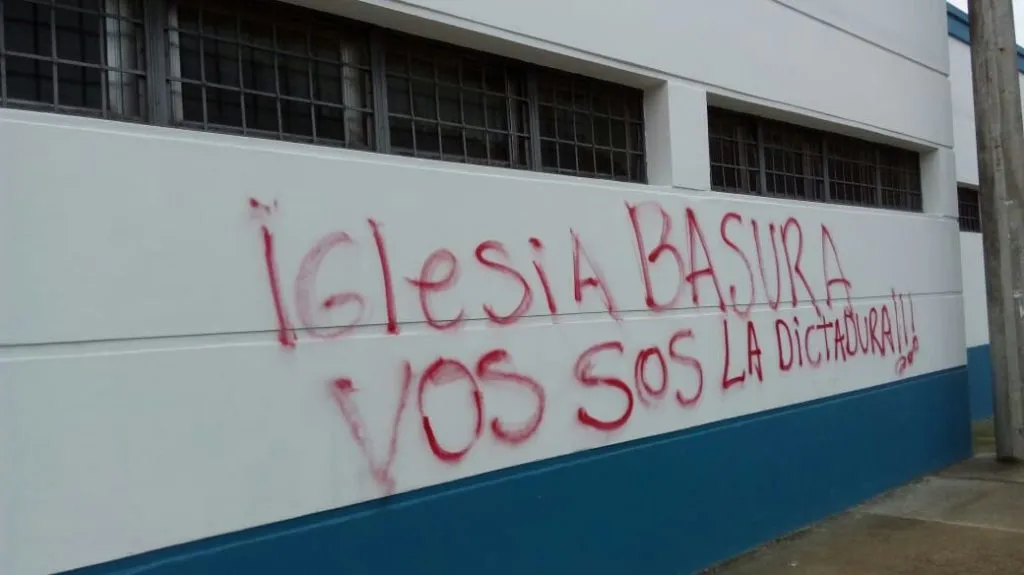 iGlesiA BASURA
VOS SOS LA DiCTADURA!!!